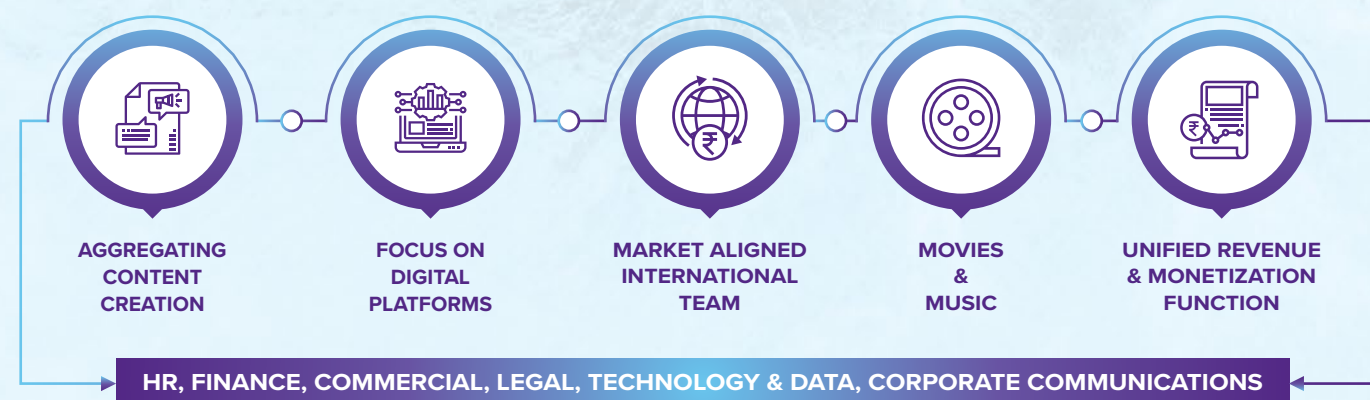 AGGREGATING
CONTENT
CREATION
FOCUS ON
DIGITAL
PLATFORMS
MARKET ALIGNED
INTERNATIONAL
TEAM
MOVIES
&
MUSIC
UNIFIED REVENUE
& MONETIZATION
FUNCTION
HR, FINANCE, COMMERCIAL, LEGAL, TECHNOLOGY & DATA, CORPORATE COMMUNICATIONS